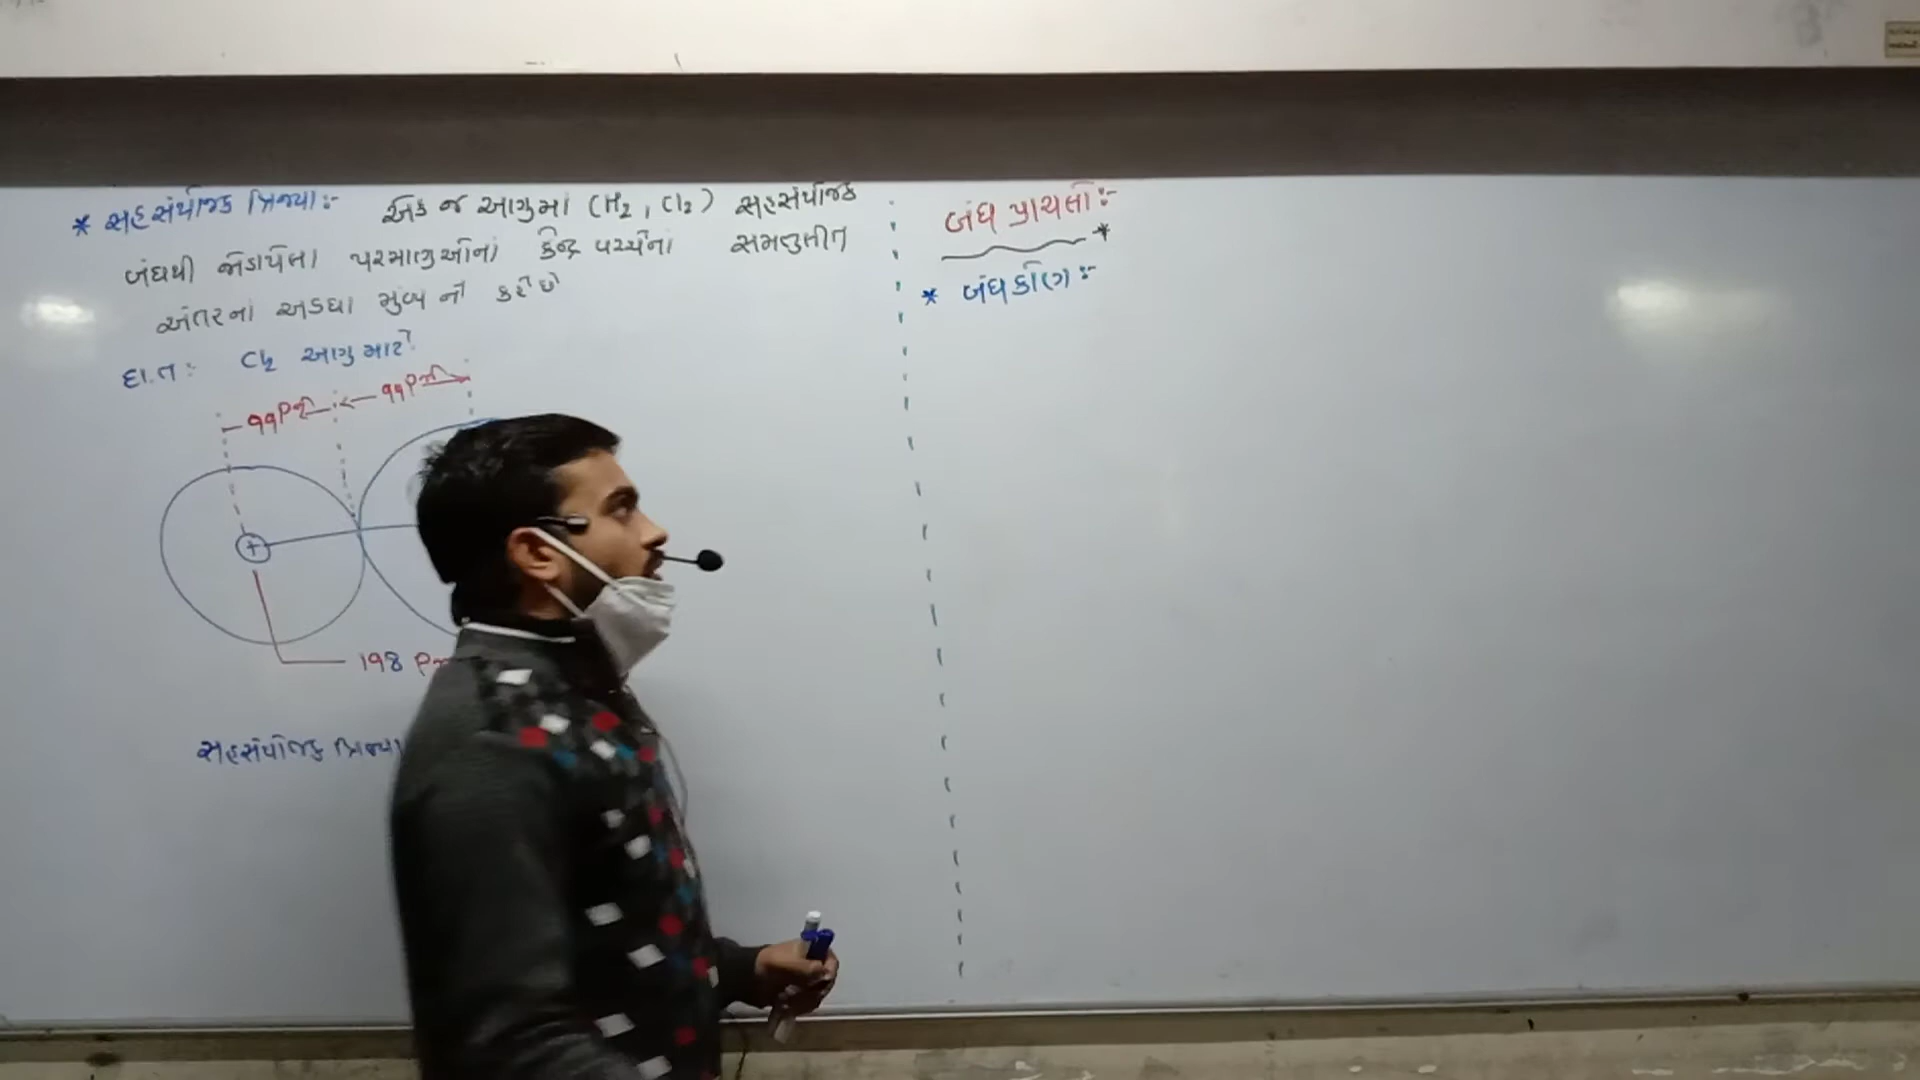 * સહસંયોજક ત્રિજ્યા :- એક જ અણુમાં (H₂, Cl₂) સહસંયોજક
બંધથી જોડાયેલા પરમાણુઓનાં કેન્દ્ર વચ્ચેનાં સમતુલીત
અંતરનાં અડધા મુલ્ય ને કહે છે
દા.ત :- Cl₂ અણુ માટે
99pm 99pm
+
198 pm
સહસંયોજક ત્રિજ્યા
બંધ પ્રાચલો :-
* બંધકોણ :-